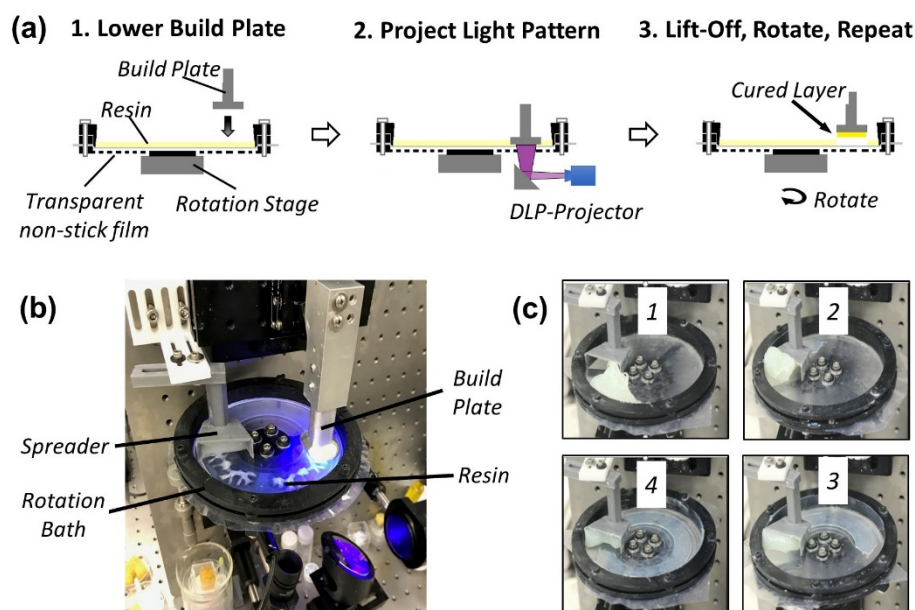 (a)
1. Lower Build Plate
2. Project Light Pattern
3. Lift-Off, Rotate, Repeat
Build Plate
Resin
Transparent
non-stick film
Rotation Stage
DLP-Projector
Cured Layer
Rotate
(b)
Spreader
Rotation
Bath
Build
Plate
Resin
(c)
1
2
4
3